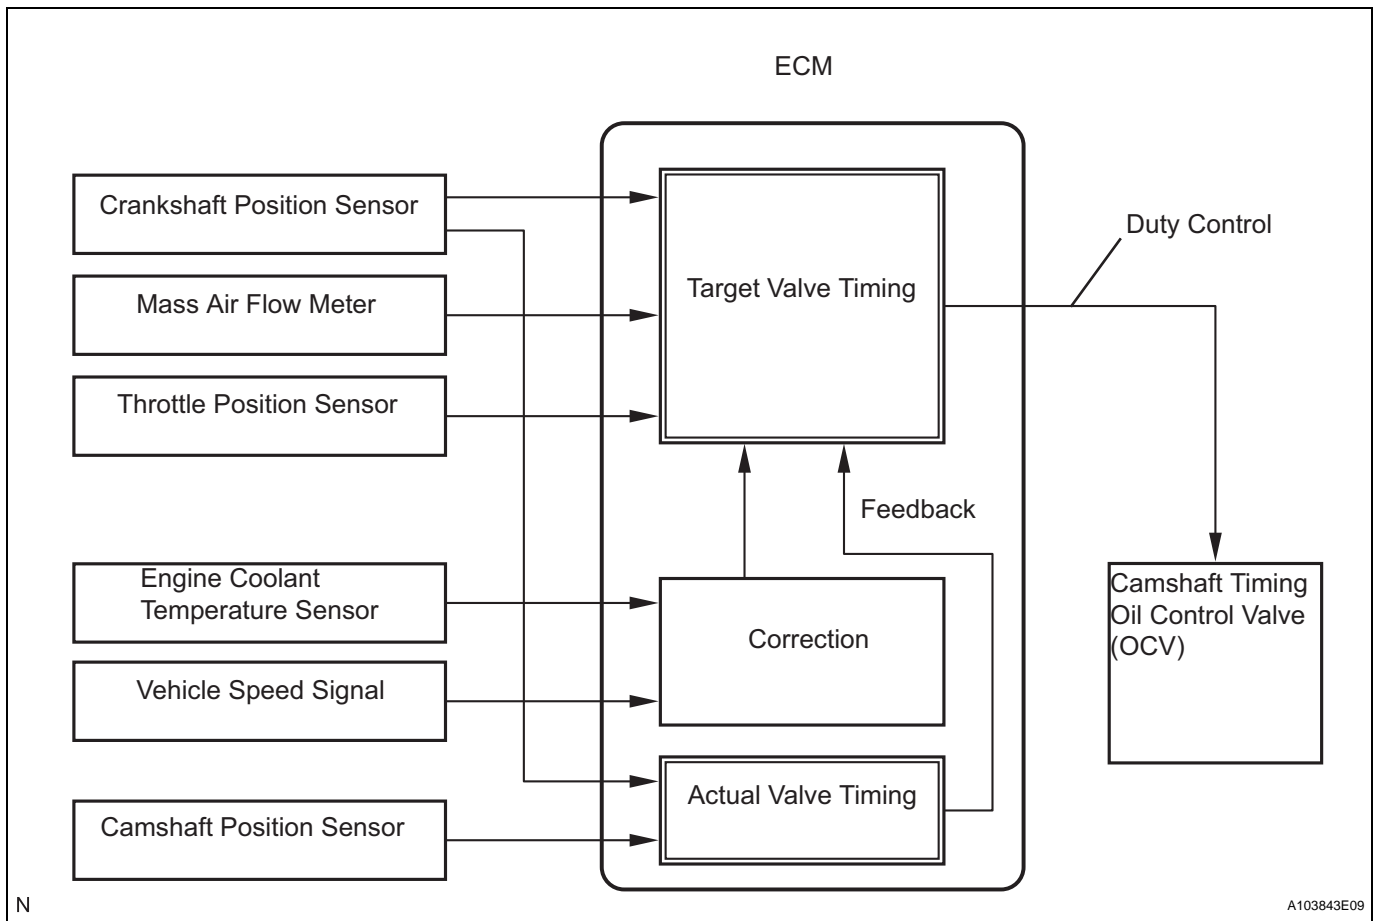 ECM
Crankshaft Position Sensor
Mass Air Flow Meter
Throttle Position Sensor
Engine Coolant
Temperature Sensor
Vehicle Speed Signal
Camshaft Position Sensor
Target Valve Timing
Feedback
Correction
Actual Valve Timing
Duty Control
Camshaft Timing
Oil Control Valve
(OCV)
N
A103843E09